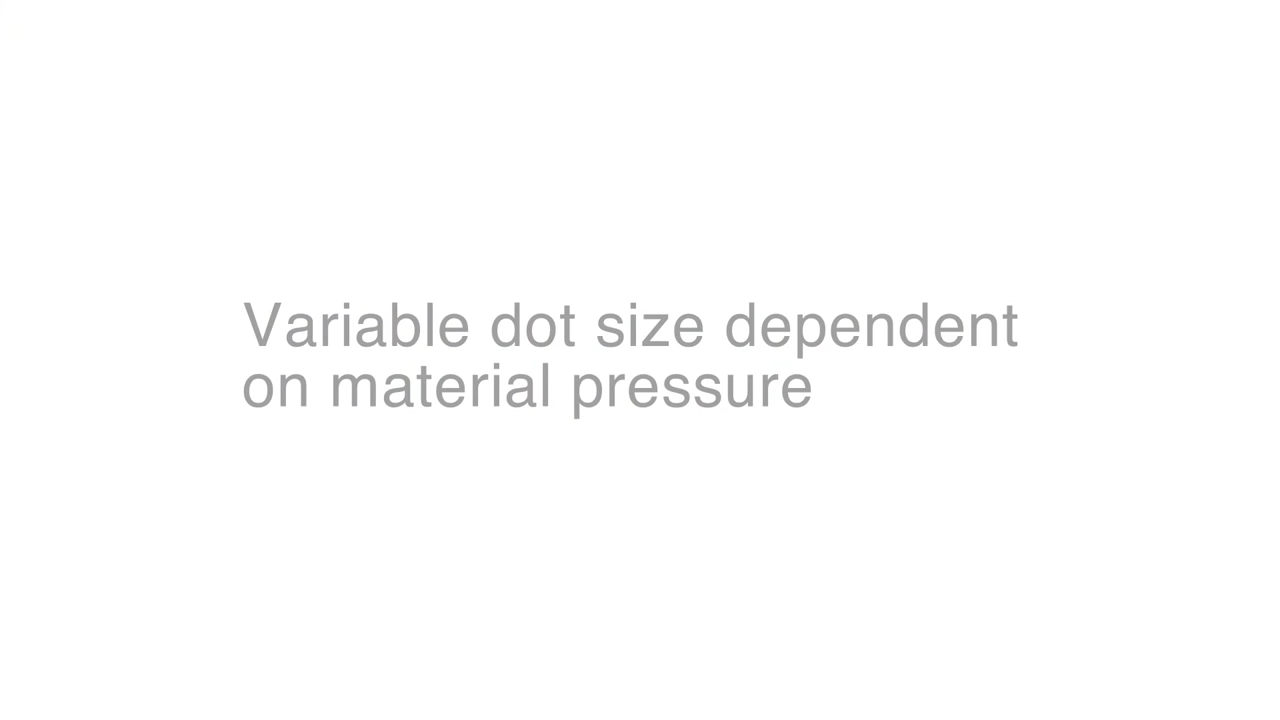 Variable dot size dependent
on material pressure